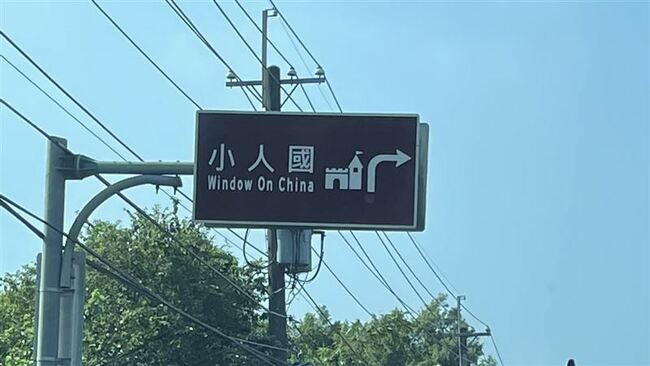 小人國
Window On China